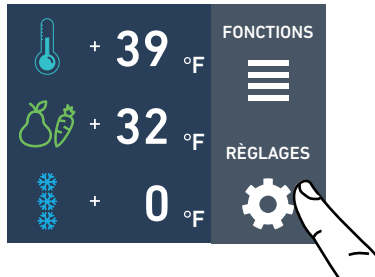 + 39 °F
+ 32 °F
+ 0 °F
FONCTIONS
RÈGLAGES